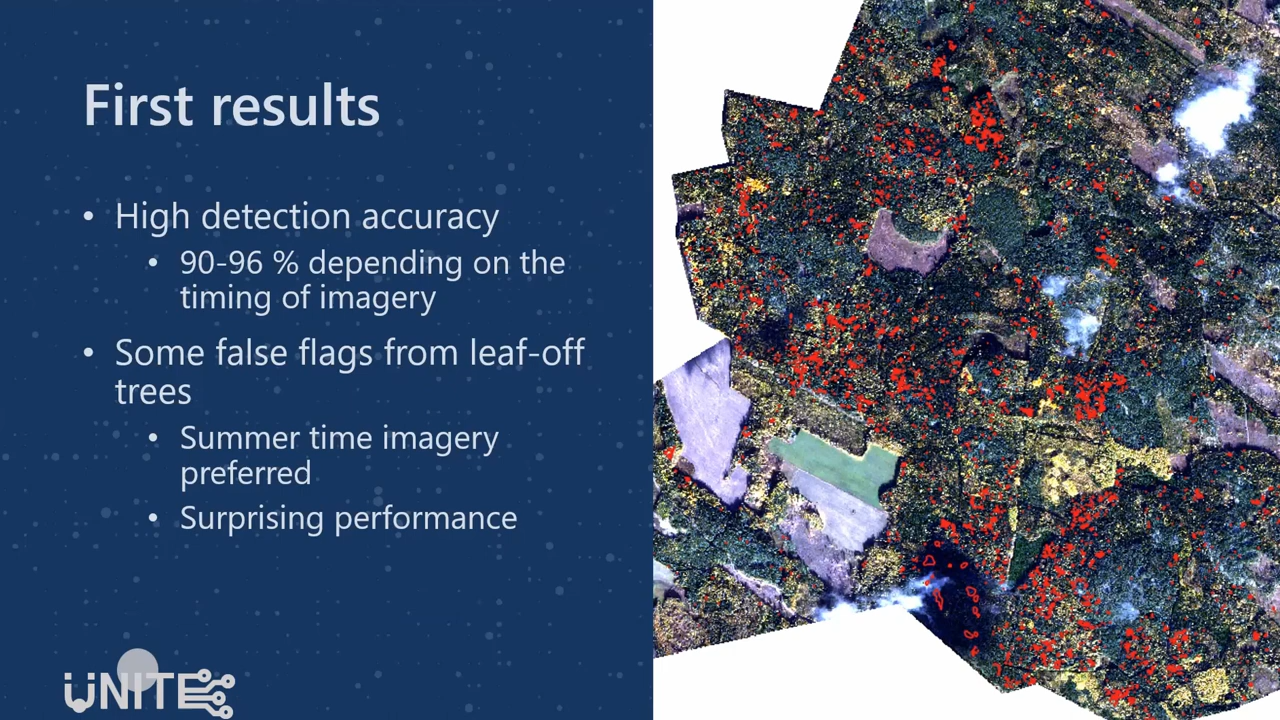 First results
• High detection accuracy
• 90-96 % depending on the
timing of imagery
• Some false flags from leaf-off
trees
• Summer time imagery
preferred
• Surprising performance
UNITE